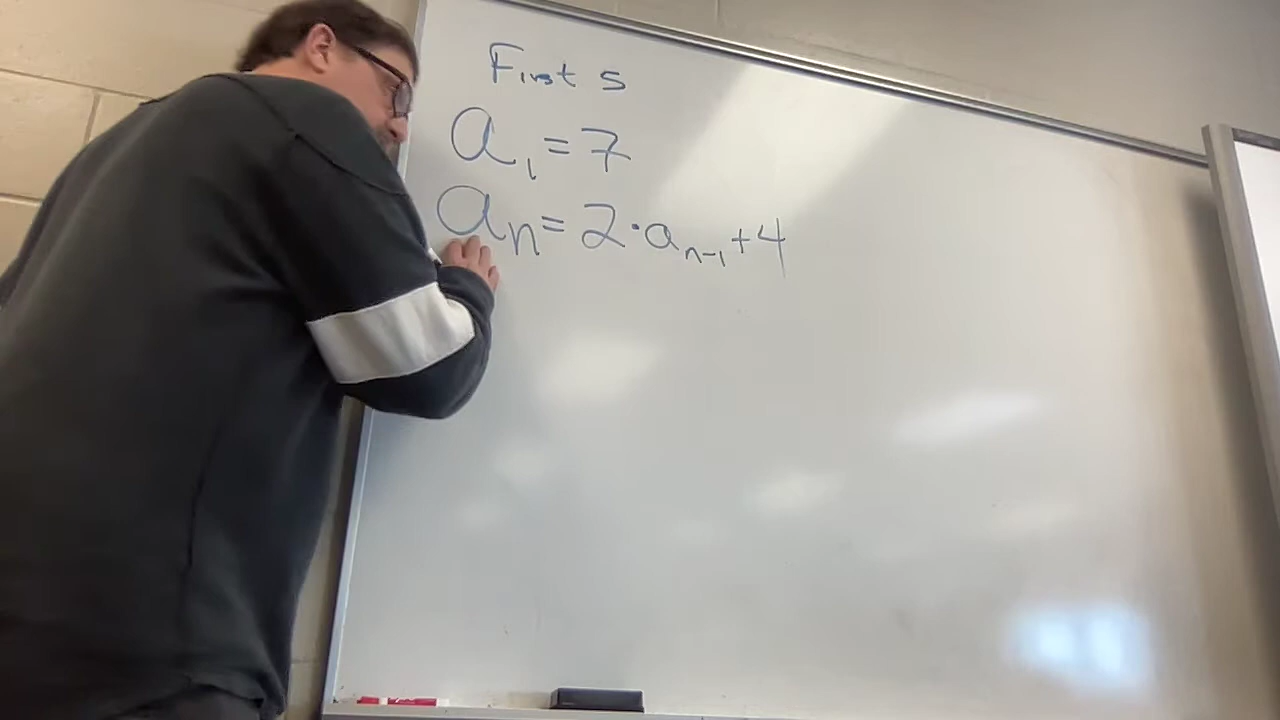 First 5
a₁ = 7
aₙ = 2 · aₙ₋₁ + 4